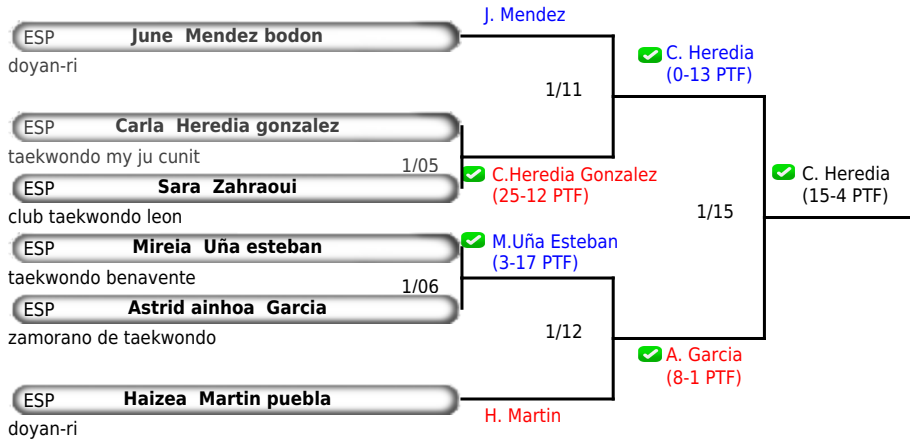 J. Mendez
ESP June Mendez bodon
doyan-ri
C. Heredia
(0-13 PTF)
1/11
ESP Carla Heredia gonzalez
taekwondo my ju cunit
1/05
C.Heredia Gonzalez
(25-12 PTF)
ESP Sara Zahraoui
club taekwondo leon
C. Heredia
(15-4 PTF)
1/15
ESP Mireia Uña esteban
taekwondo benavente
M.Uña Esteban
(3-17 PTF)
1/06
ESP Astrid ainhoa Garcia
zamorano de taekwondo
1/12
A. Garcia
(8-1 PTF)
ESP Haizea Martin puebla
doyan-ri
H. Martin